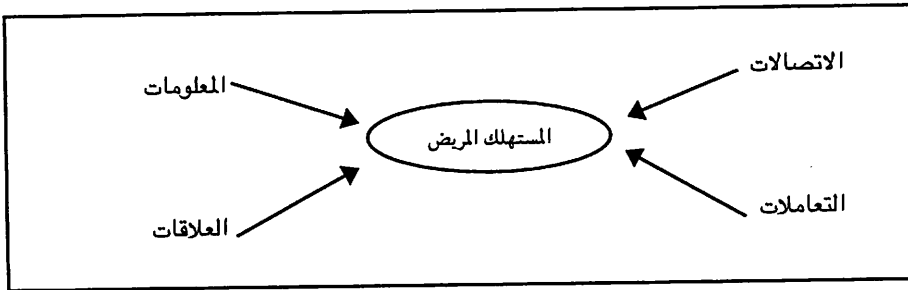 الاتصالات
المعلومات
المستهلك المريض
التعاملات
العلاقات